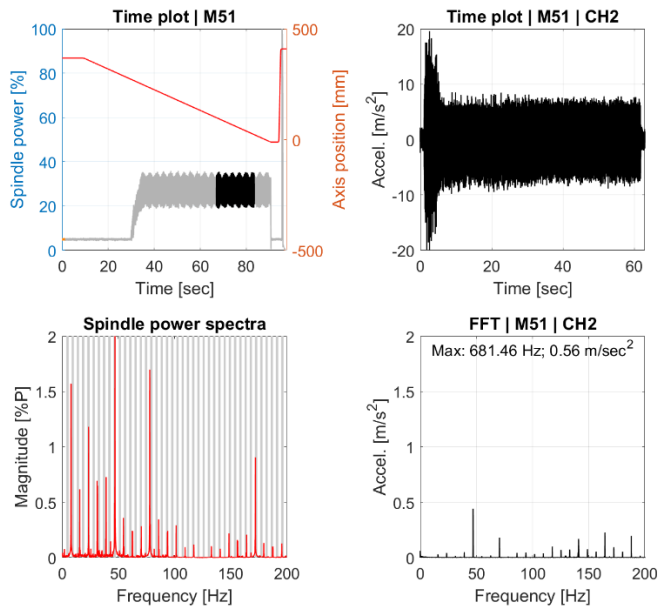 Time plot | M51
100
80
60
40
20
0
Spindle power [%]
500
0
-500
Axis position [mm]
0 20 40 60 80
Time [sec]
Time plot | M51 | CH2
20
10
0
-10
-20
Accel. [m/s²]
0 20 40 60
Time [sec]
Spindle power spectra
2
1.5
1
0.5
0
Magnitude [%P]
0 50 100 150 200
Frequency [Hz]
FFT | M51 | CH2
Max: 681.46 Hz; 0.56 m/sec²
2
1.5
1
0.5
0
Accel. [m/s²]
0 50 100 150 200
Frequency [Hz]